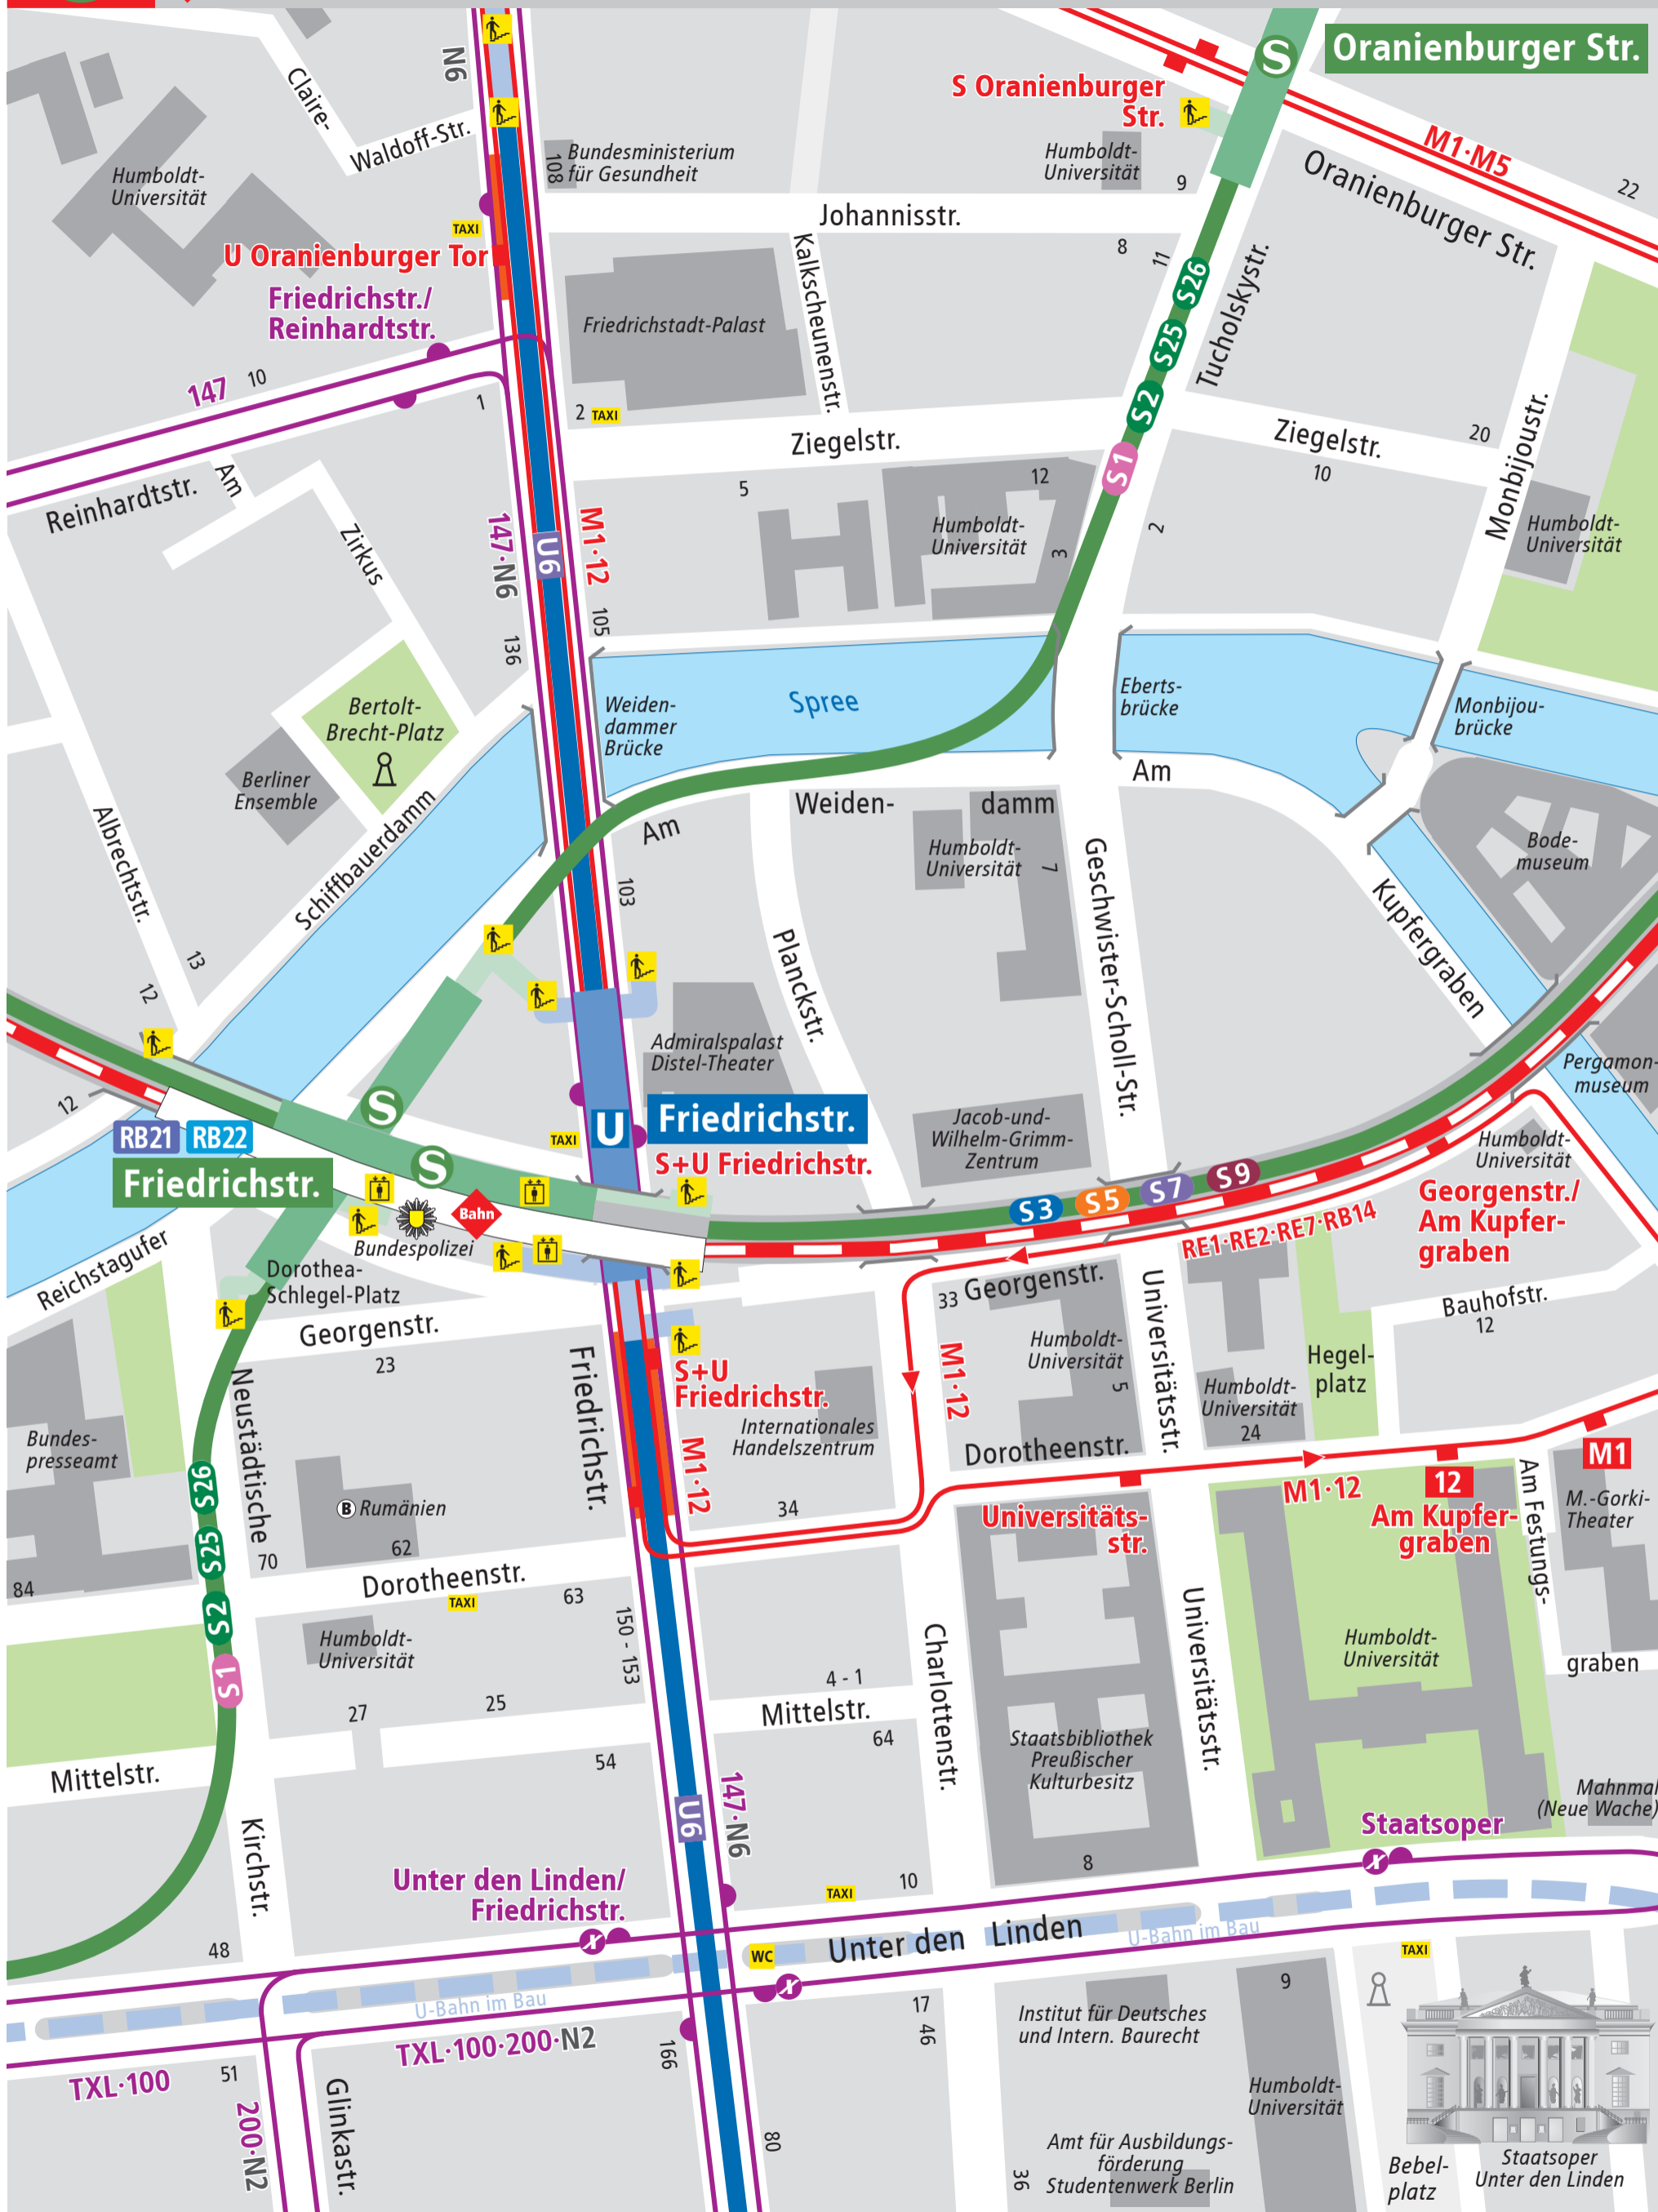 Oranienburger Str.
S
N6
Claire-
Waldoff-Str.
S Oranienburger
Str.
M1·M5
Humboldt-
Universität
108
Bundesministerium
für Gesundheit
Humboldt-
Universität
9
22
Oranienburger Str.
Johannisstr.
TAXI
U Oranienburger Tor
Kalkscheunenstr.
8
11
S26
S25
S2
S1
Tucholskystr.
Friedrichstr./
Reinhardtstr.
Friedrichstadt-Palast
147
10
1
2
TAXI
Ziegelstr.
Ziegelstr.
20
10
Monbijoustr.
Reinhardtstr.
Am
Zirkus
147·N6
U6
M1·12
5
12
Humboldt-
Universität
3
2
Humboldt-
Universität
136
105
Bertolt-
Brecht-Platz
Weiden-
dammer
Brücke
Spree
Eberts-
brücke
Monbijou-
brücke
Berliner
Ensemble
Am
Weiden-
damm
Am
Albrechtstr.
Schiffbauerdamm
Humboldt-
Universität
7
Geschwister-Scholl-Str.
Bode-
museum
103
Kupfergraben
Planckstr.
13
12
12
Admiralspalast
Distel-Theater
Pergamon-
museum
RB21
RB22
S
TAXI
U
Friedrichstr.
S+U Friedrichstr.
Jacob-und-
Wilhelm-Grimm-
Zentrum
Humboldt-
Universität
Friedrichstr.
S
Bahn
Bundespolizei
S3
S5
S7
S9
RE1·RE2·RE7·RB14
Georgenstr./
Am Kupfer-
graben
Reichstagufer
Dorothea-
Schlegel-Platz
Georgenstr.
33
Georgenstr.
Bauhofstr.
12
23
Neustädtische
Friedrichstr.
S+U
Friedrichstr.
M1·12
Humboldt-
Universität
5
Universitätsstr.
Hegel-
platz
Humboldt-
Universität
24
Internationales
Handelszentrum
M1·12
Dorotheenstr.
Bundes-
presseamt
S26
S25
S2
S1
B
Rumänien
62
70
34
M1·12
12
M1
Universitäts-
str.
Am Kupfer-
graben
Am Festungs-
graben
M.-Gorki-
Theater
84
Dorotheenstr.
TAXI
63
150 - 153
Humboldt-
Universität
Charlottenstr.
Universitätsstr.
Humboldt-
Universität
4 - 1
27
25
Mittelstr.
64
Staatsbibliothek
Preußischer
Kulturbesitz
Mittelstr.
54
U6
147·N6
Mahnmal
(Neue Wache)
Kirchstr.
Staatsoper
8
Unter den Linden/
Friedrichstr.
TAXI
10
48
WC
Unter den Linden
U-Bahn im Bau
U-Bahn im Bau
TXL·100·200·N2
TXL·100
51
200·N2
Glinkastr.
166
80
17
46
36
Institut für Deutsches
und Intern. Baurecht
9
TAXI
Humboldt-
Universität
Amt für Ausbildungs-
förderung
Studentenwerk Berlin
Bebel-
platz
Staatsoper
Unter den Linden